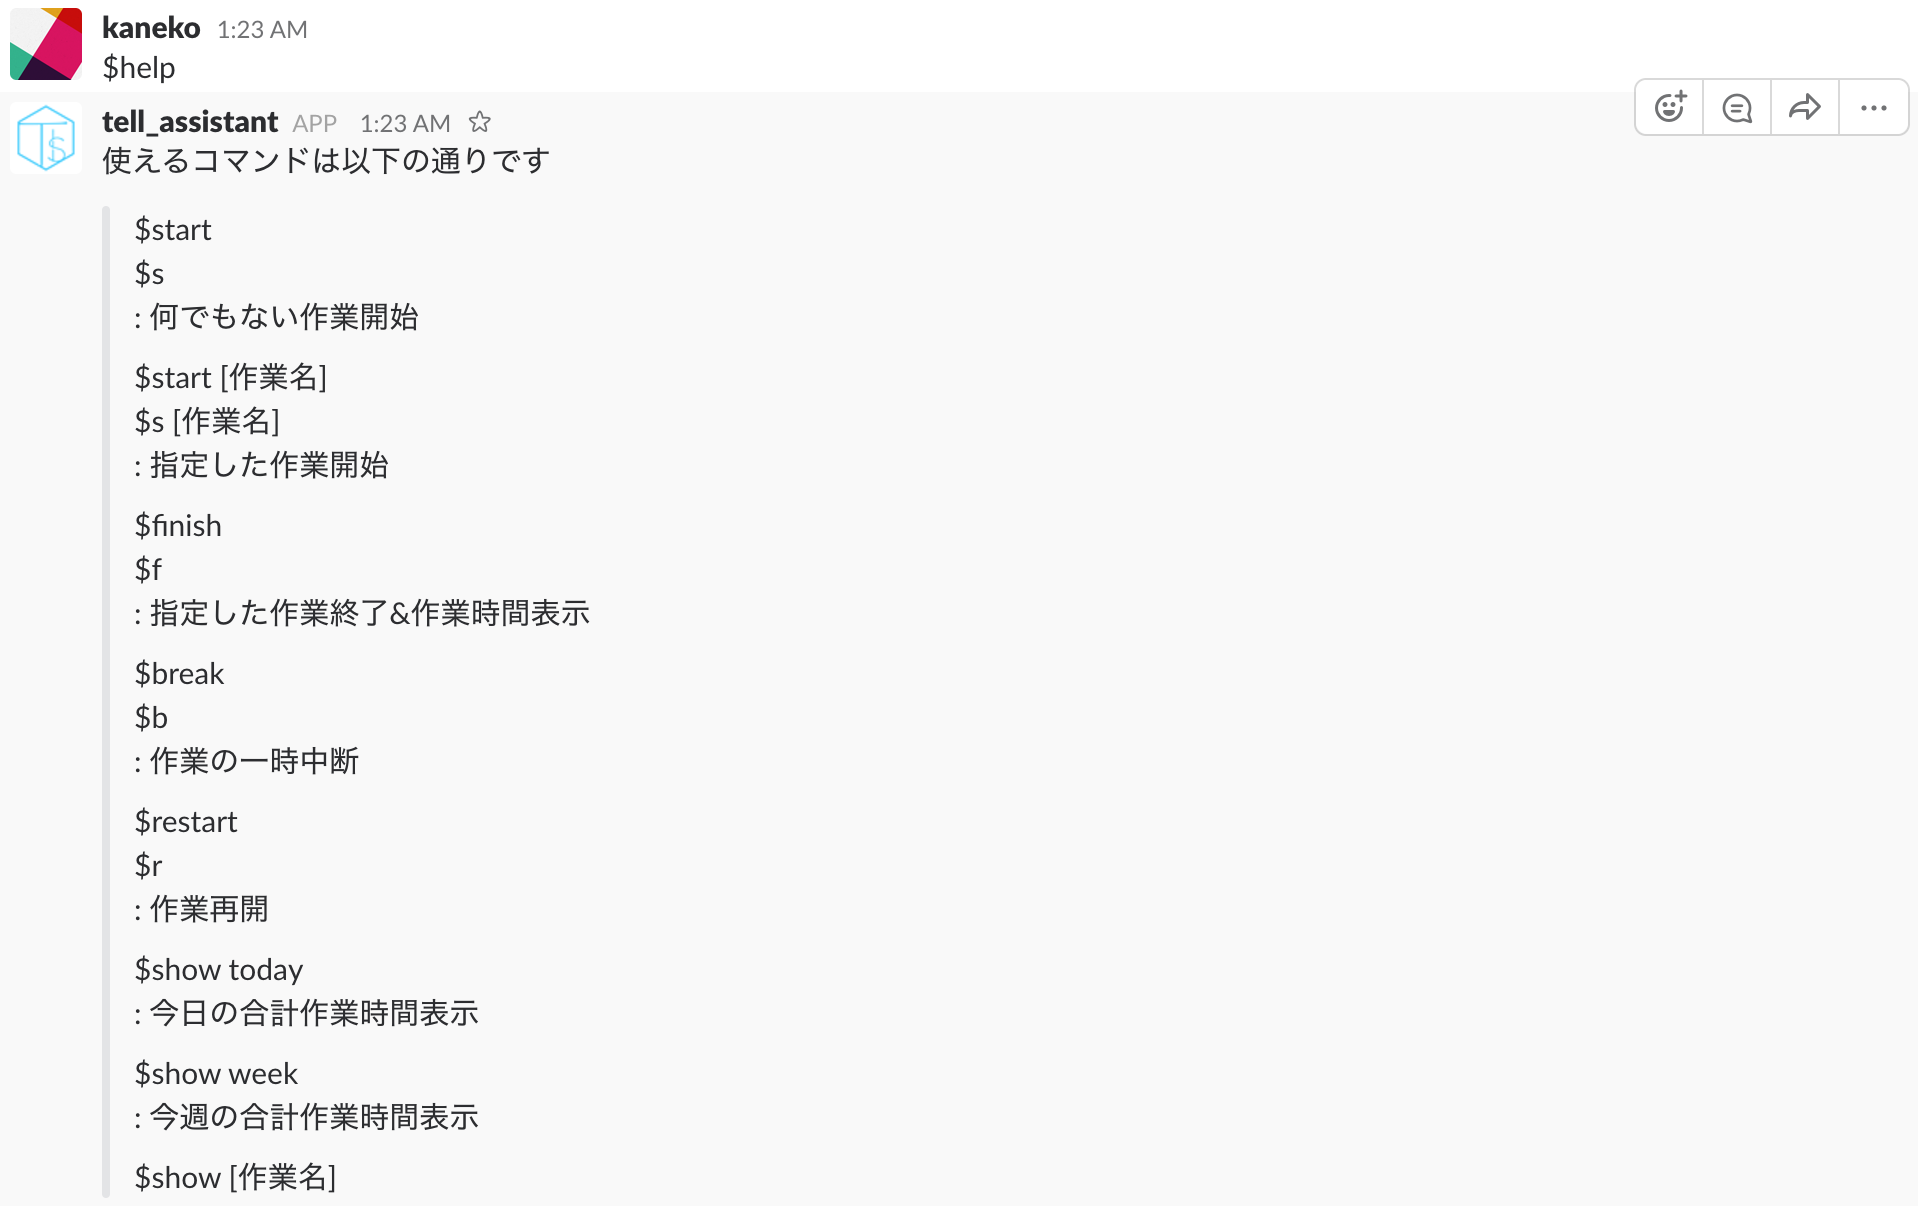 kaneko 1:23 AM
$help
tell_assistant APP 1:23 AM
使えるコマンドは以下の通りです
$start
$s
: 何でもない作業開始
$start [作業名]
$s [作業名]
: 指定した作業開始
$finish
$f
: 指定した作業終了&作業時間表示
$break
$b
: 作業の一時中断
$restart
$r
: 作業再開
$show today
: 今日の合計作業時間表示
$show week
: 今週の合計作業時間表示
$show [作業名]